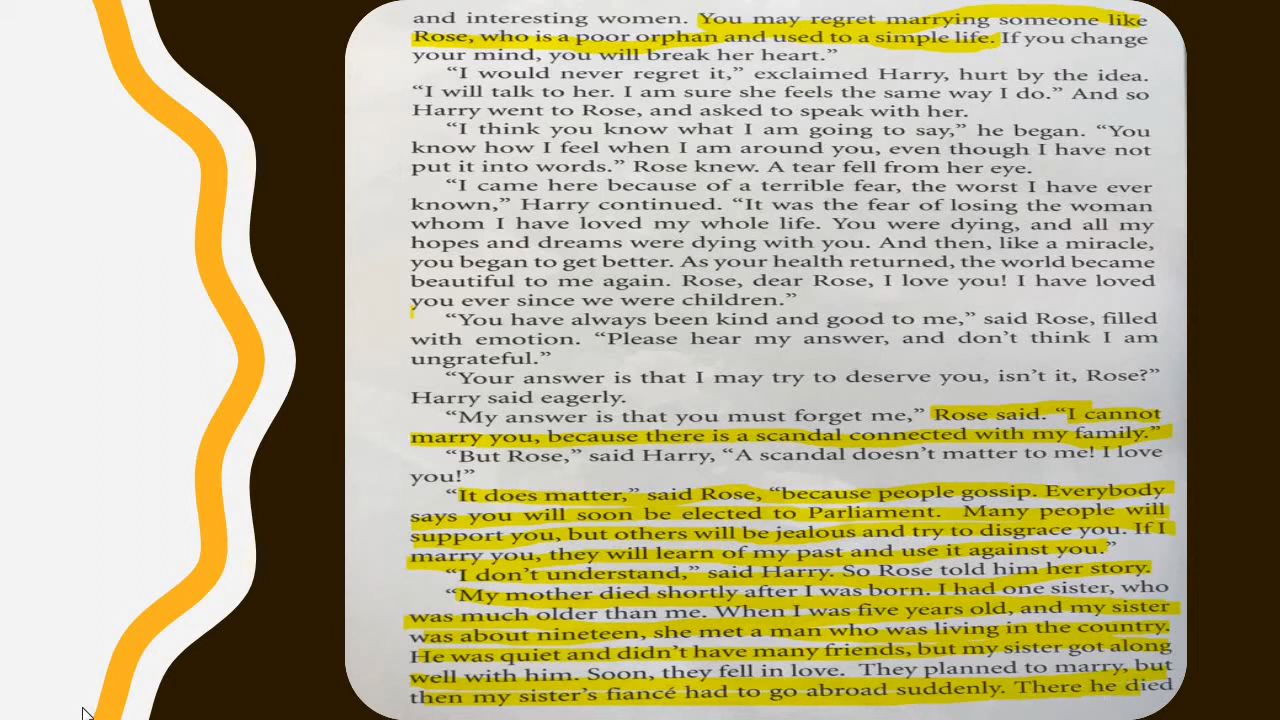 and interesting women. You may regret marrying someone like
Rose, who is a poor orphan and used to a simple life. If you change
your mind, you will break her heart.”
“I would never regret it,” exclaimed Harry, hurt by the idea.
“I will talk to her. I am sure she feels the same way I do.” And so
Harry went to Rose, and asked to speak with her.
“I think you know what I am going to say,” he began. “You
know how I feel when I am around you, even though I have not
put it into words.” Rose knew. A tear fell from her eye.
“I came here because of a terrible fear, the worst I have ever
known,” Harry continued. “It was the fear of losing the woman
whom I have loved my whole life. You were dying, and all my
hopes and dreams were dying with you. And then, like a miracle,
you began to get better. As your health returned, the world became
beautiful to me again. Rose, dear Rose, I love you! I have loved
you ever since we were children.”
“You have always been kind and good to me,” said Rose, filled
with emotion. “Please hear my answer, and don’t think I am
ungrateful.”
“Your answer is that I may try to deserve you, isn’t it, Rose?”
Harry said eagerly.
“My answer is that you must forget me,” Rose said. “I cannot
marry you, because there is a scandal connected with my family.”
“But Rose,” said Harry, “A scandal doesn’t matter to me! I love
you!”
“It does matter,” said Rose, “because people gossip. Everybody
says you will soon be elected to Parliament. Many people will
support you, but others will be jealous and try to disgrace you. If I
marry you, they will learn of my past and use it against you.”
“I don’t understand,” said Harry. So Rose told him her story.
“My mother died shortly after I was born. I had one sister, who
was much older than me. When I was five years old, and my sister
was about nineteen, she met a man who was living in the country.
He was quiet and didn’t have many friends, but my sister got along
well with him. Soon, they fell in love. They planned to marry, but
then my sister’s fiancé had to go abroad suddenly. There he died